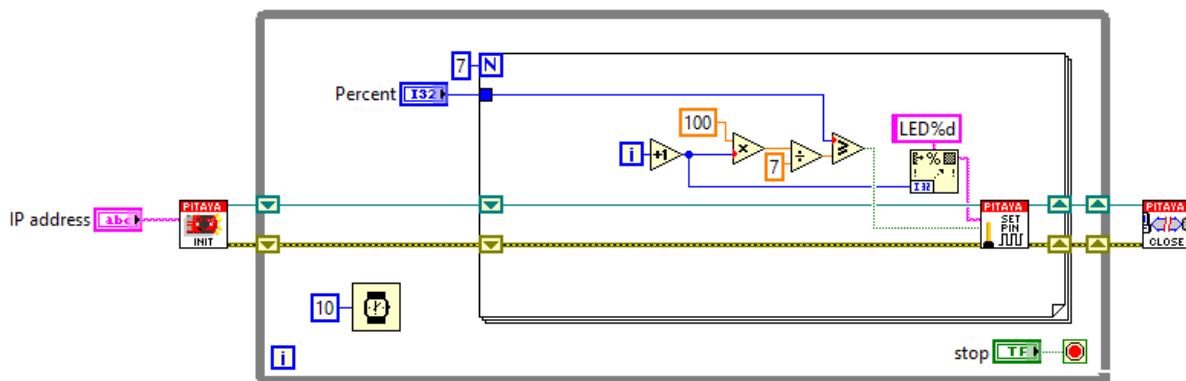 7 N
Percent I32
100
LED%d
i +1 x ÷ ≥ %
7
I32
PITAYA PITAYA PITAYA
IP address abc
INIT
SET
PIN
CLOSE
10
i
stop TF